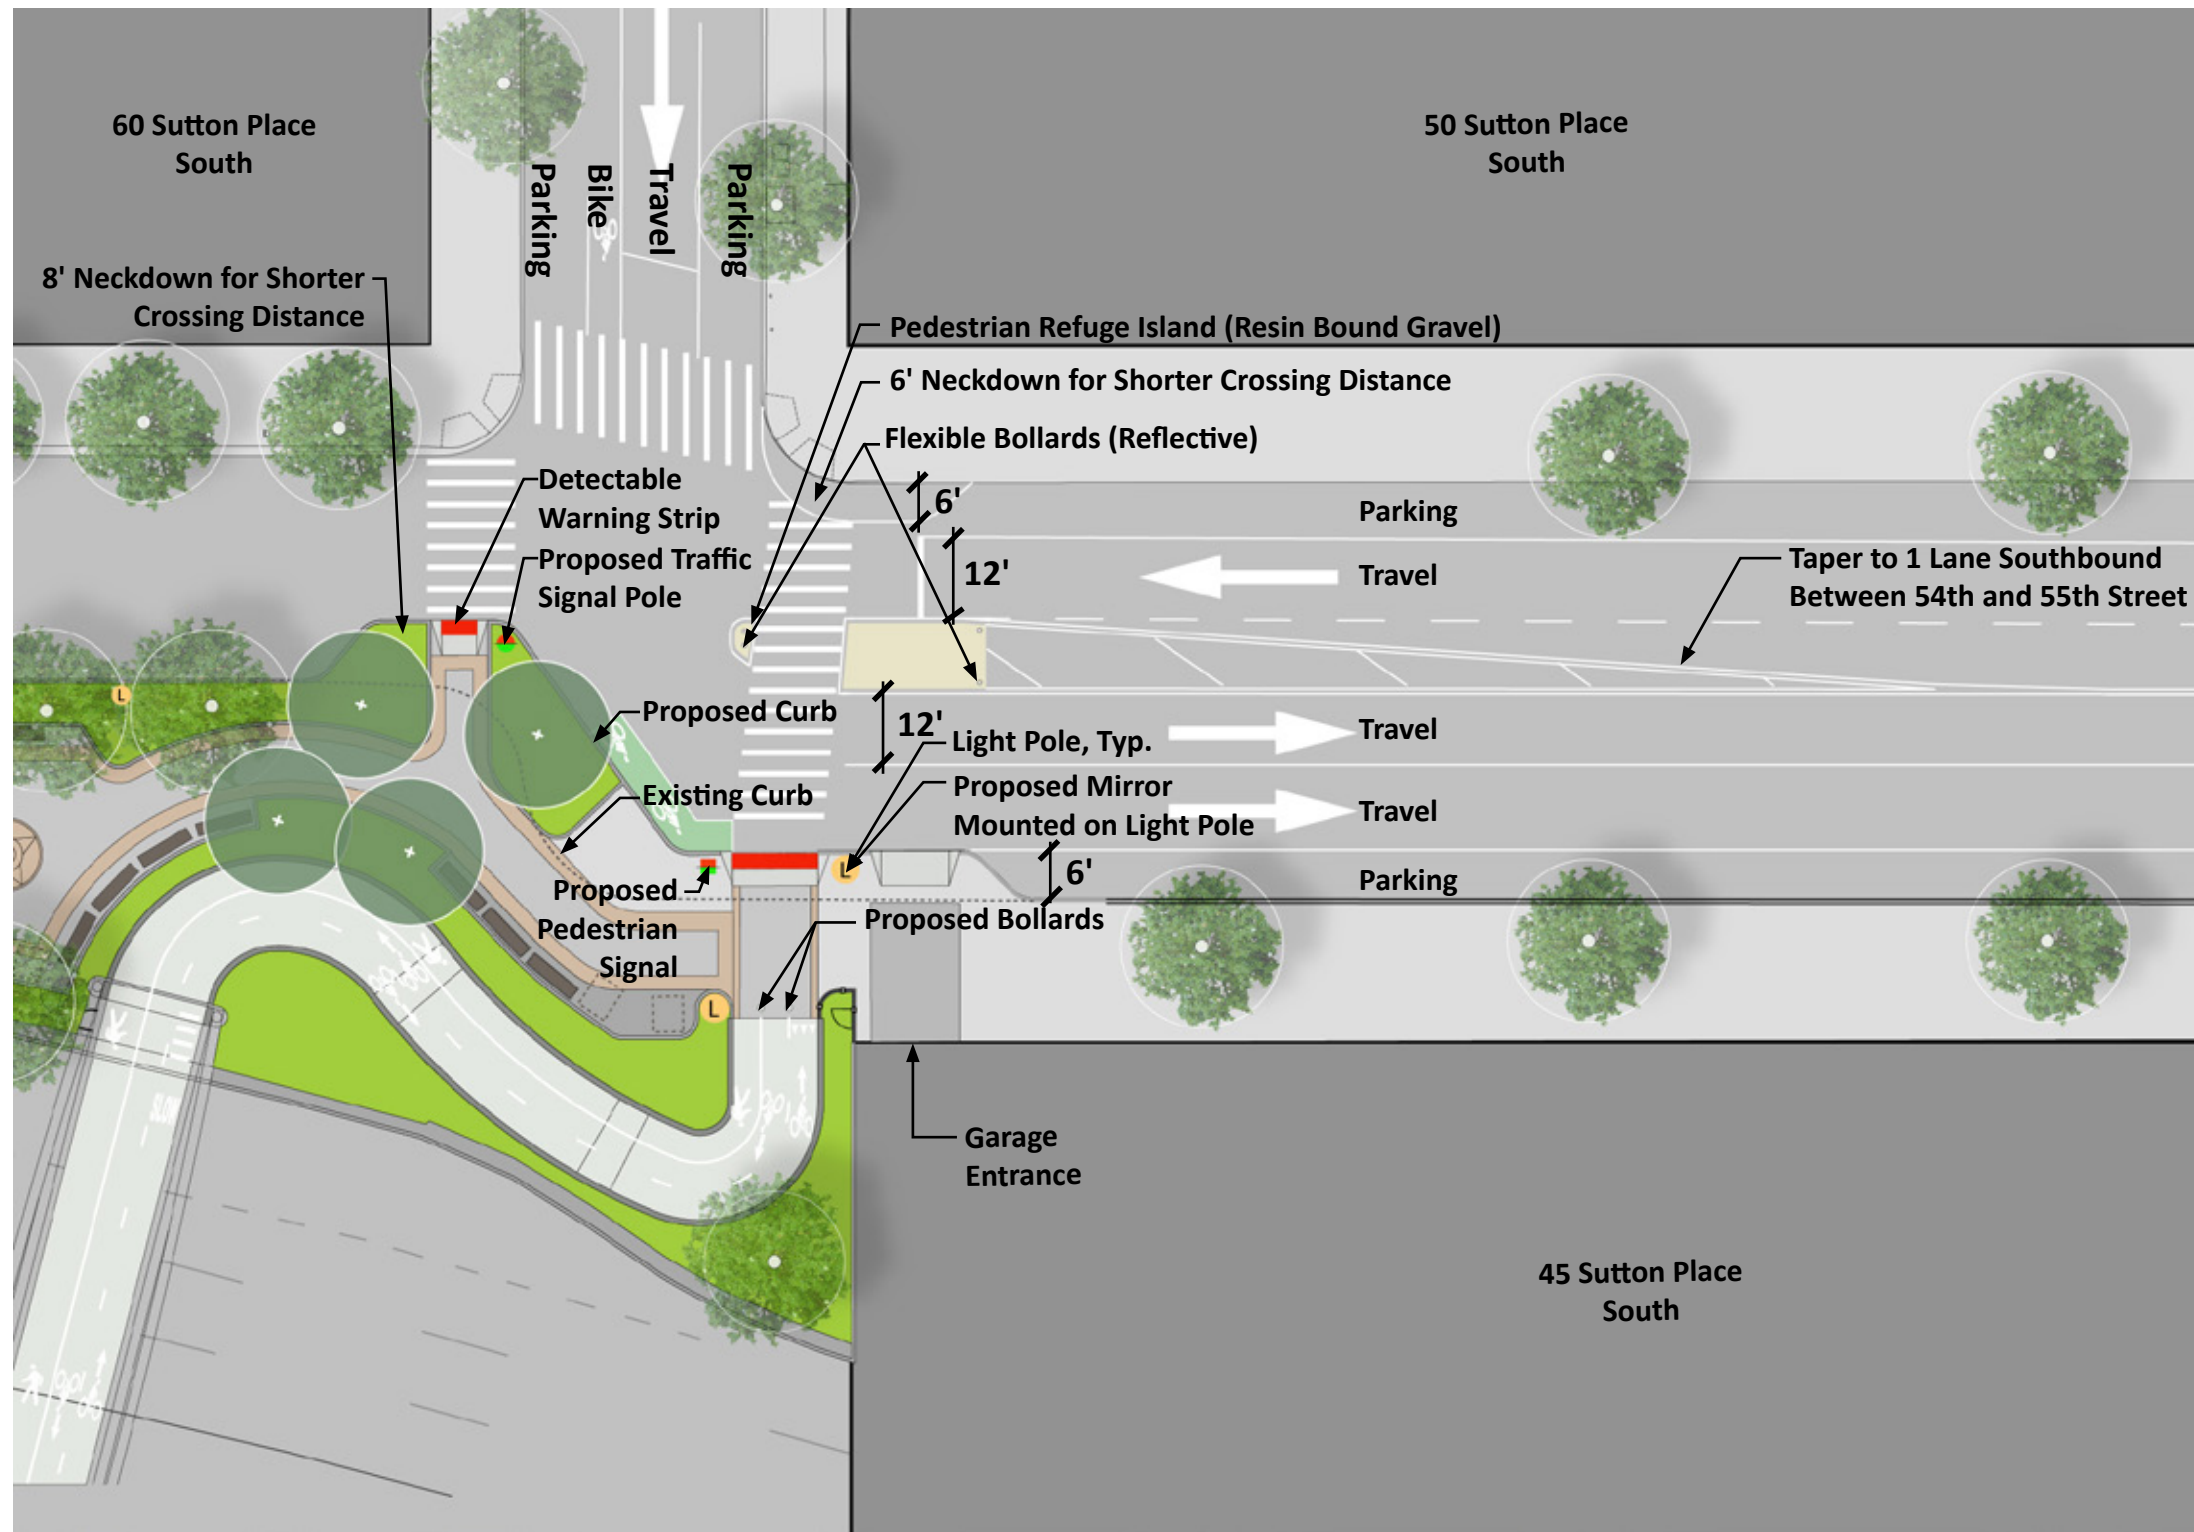 60 Sutton Place
South
50 Sutton Place
South
Parking
Bike
Travel
Parking
8' Neckdown for Shorter
Crossing Distance
Pedestrian Refuge Island (Resin Bound Gravel)
6' Neckdown for Shorter Crossing Distance
Flexible Bollards (Reflective)
Detectable
Warning Strip
Proposed Traffic
Signal Pole
6'
Parking
12'
Travel
Taper to 1 Lane Southbound
Between 54th and 55th Street
L
Proposed Curb
12'
Light Pole, Typ.
Travel
Existing Curb
Proposed Mirror
Mounted on Light Pole
Travel
L
6'
Parking
Proposed
Pedestrian
Signal
Proposed Bollards
L
SLOW
Garage
Entrance
45 Sutton Place
South